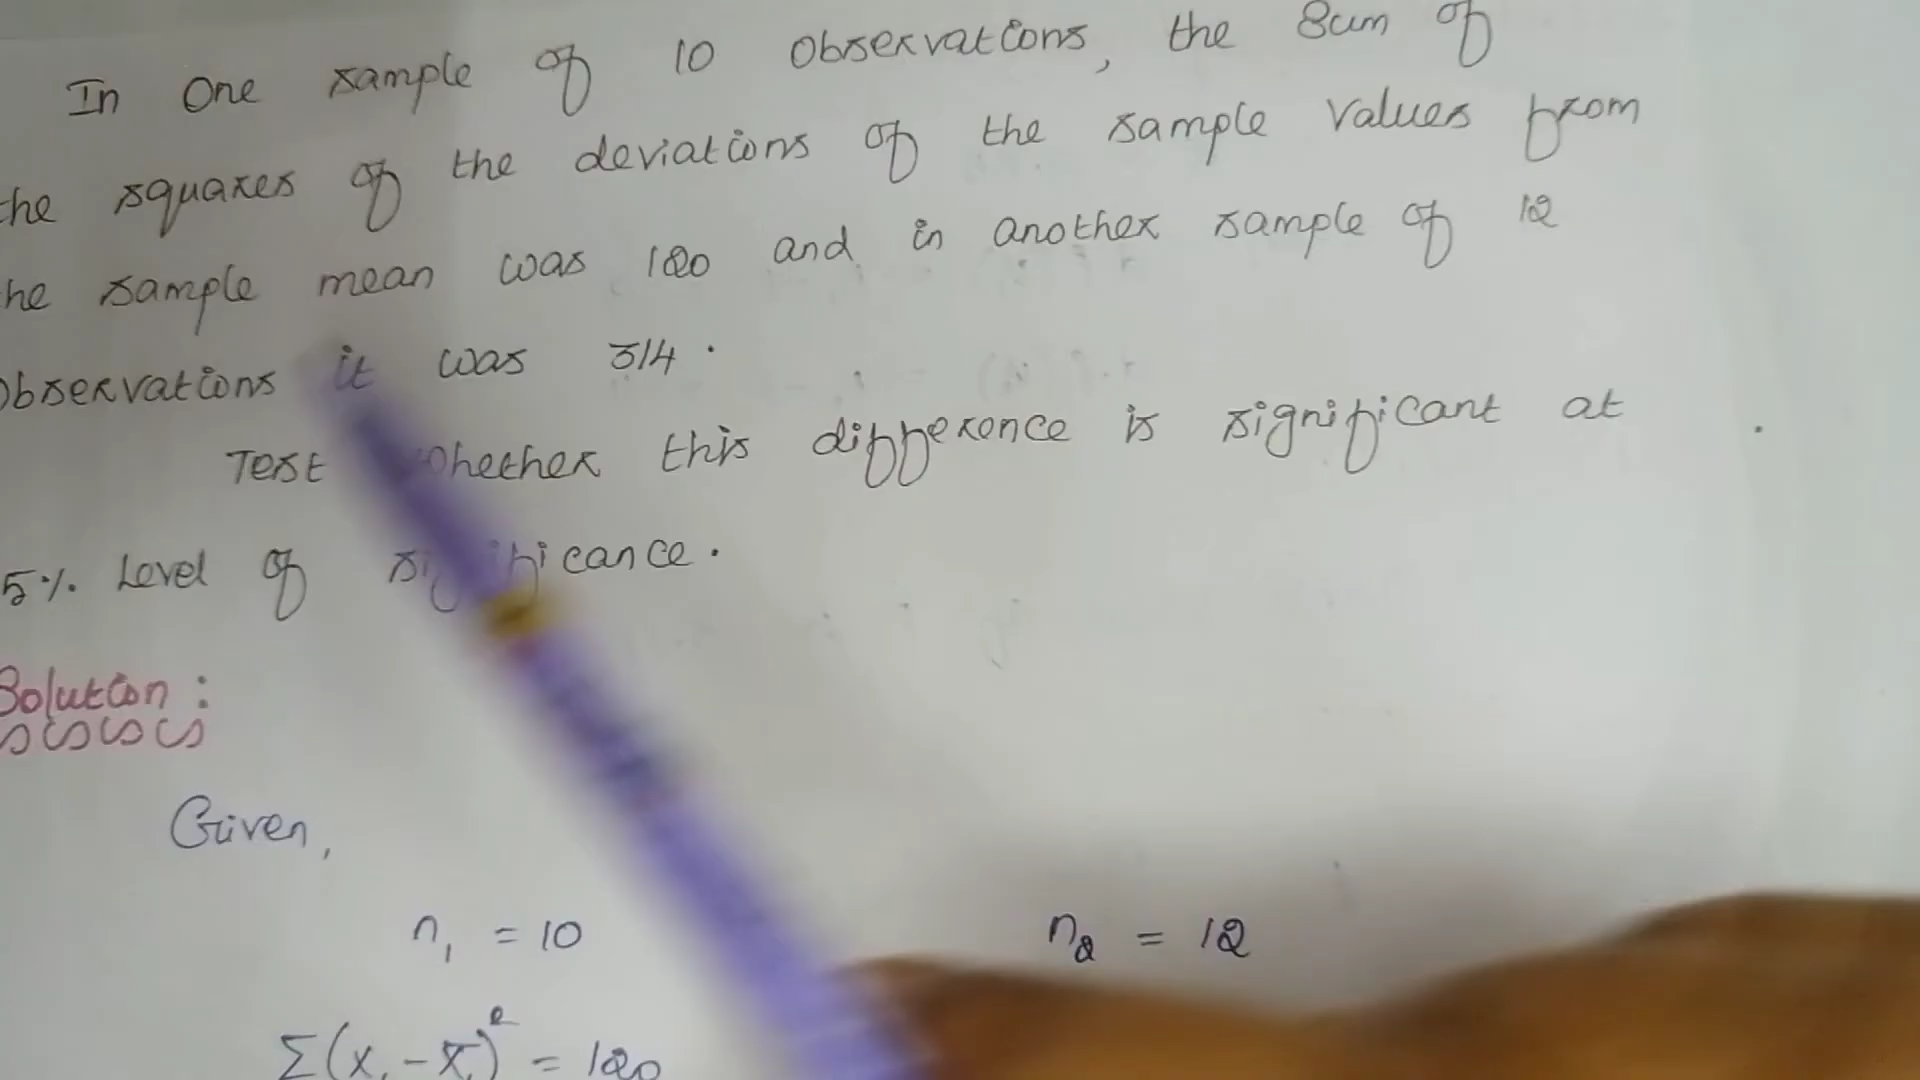 In One sample of 10 Observations, the Sum of
the squares of the deviations of the sample values from
he sample mean was 120 and in another sample of 12
Observations it was 314.
Test whether this difference is significant at
5% Level of significance.
Solution:
Given,
n₁ = 10 n₂ = 12
Σ(x₁ - x̄₁)² = 120